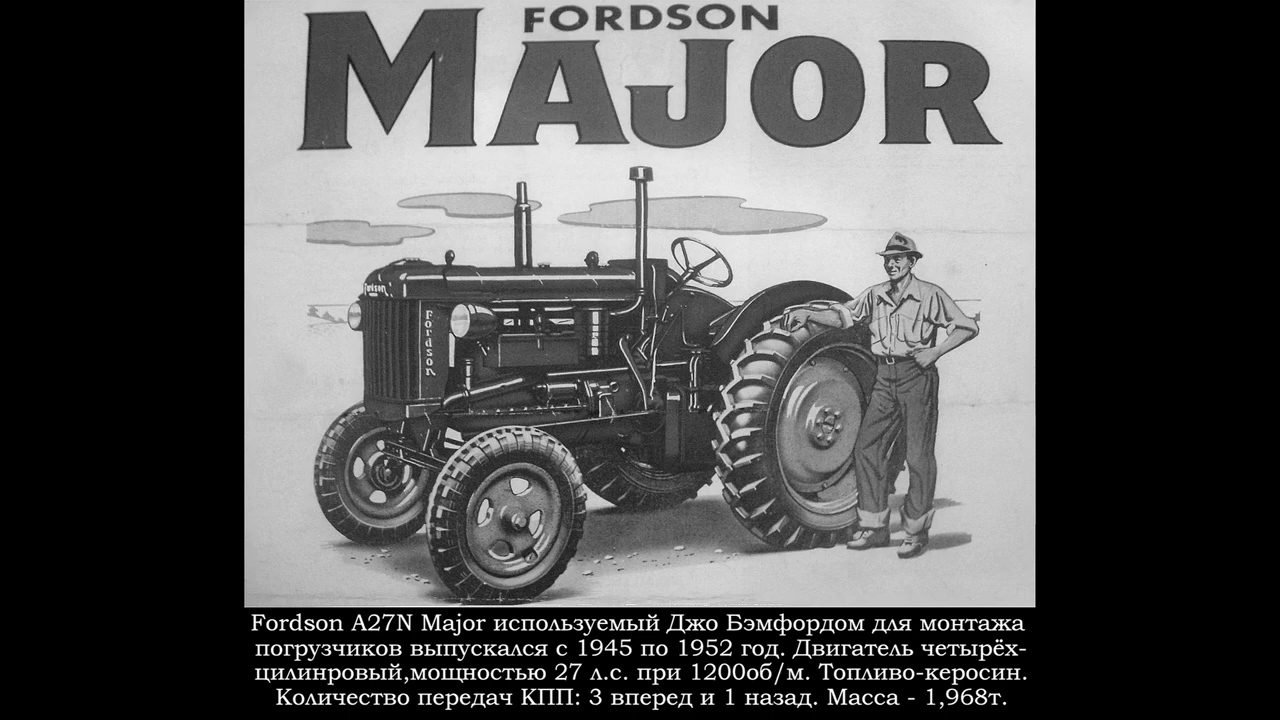 FORDSON
MAJOR
Fordson
Fordson
Fordson A27N Major используемый Джо Бэмфордом для монтажа
погрузчиков выпускался с 1945 по 1952 год. Двигатель четырёх-
цилинровый,мощностью 27 л.с. при 1200об/м. Топливо-керосин.
Количество передач КПП: 3 вперед и 1 назад. Масса - 1,968т.